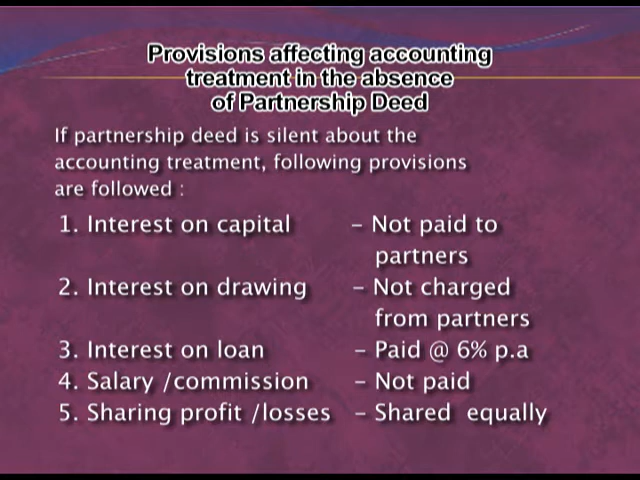 Provisions affecting accounting
treatment in the absence
of Partnership Deed
If partnership deed is silent about the
accounting treatment, following provisions
are followed :
1. Interest on capital – Not paid to
partners
2. Interest on drawing – Not charged
from partners
3. Interest on loan – Paid @ 6% p.a
4. Salary /commission – Not paid
5. Sharing profit /losses – Shared equally